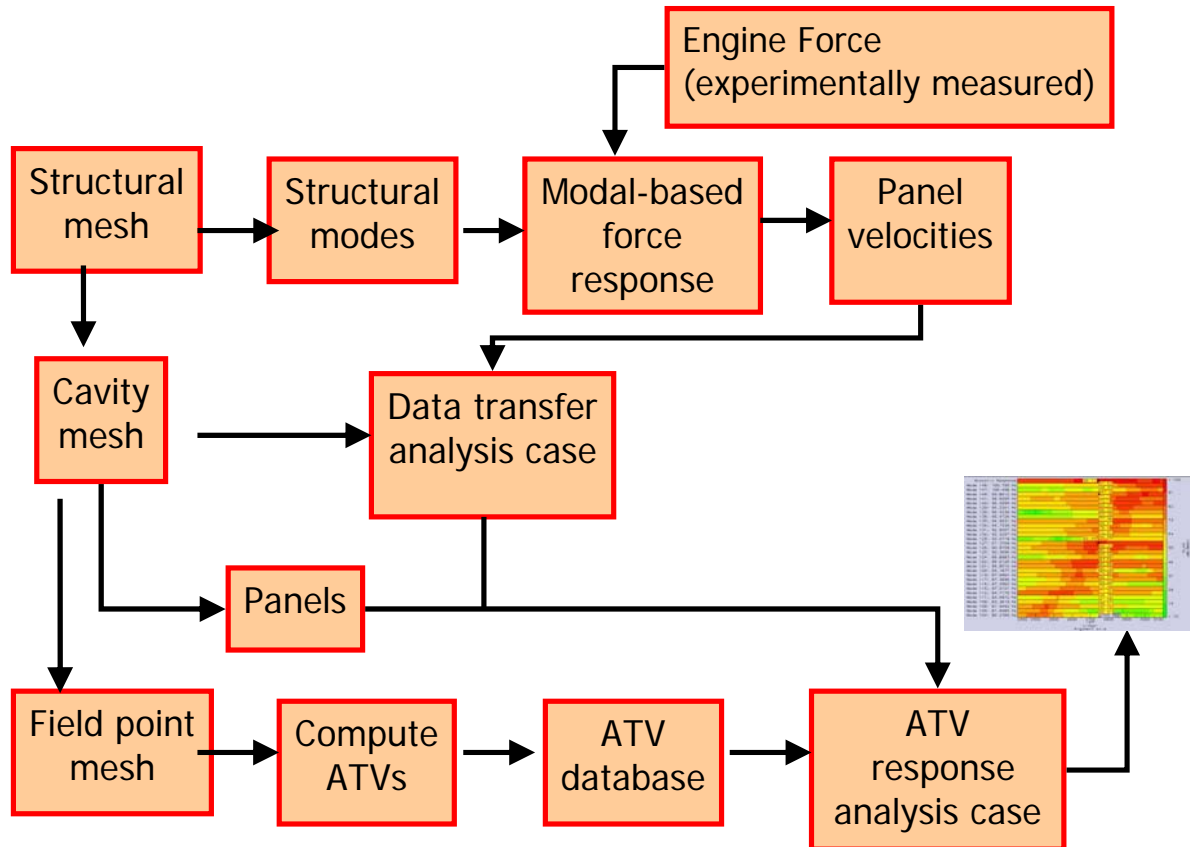 Engine Force
(experimentally measured)
Structural
mesh
Structural
modes
Modal-based
force
response
Panel
velocities
Cavity
mesh
Data transfer
analysis case
Panels
Field point
mesh
Compute
ATVs
ATV
database
ATV
response
analysis case